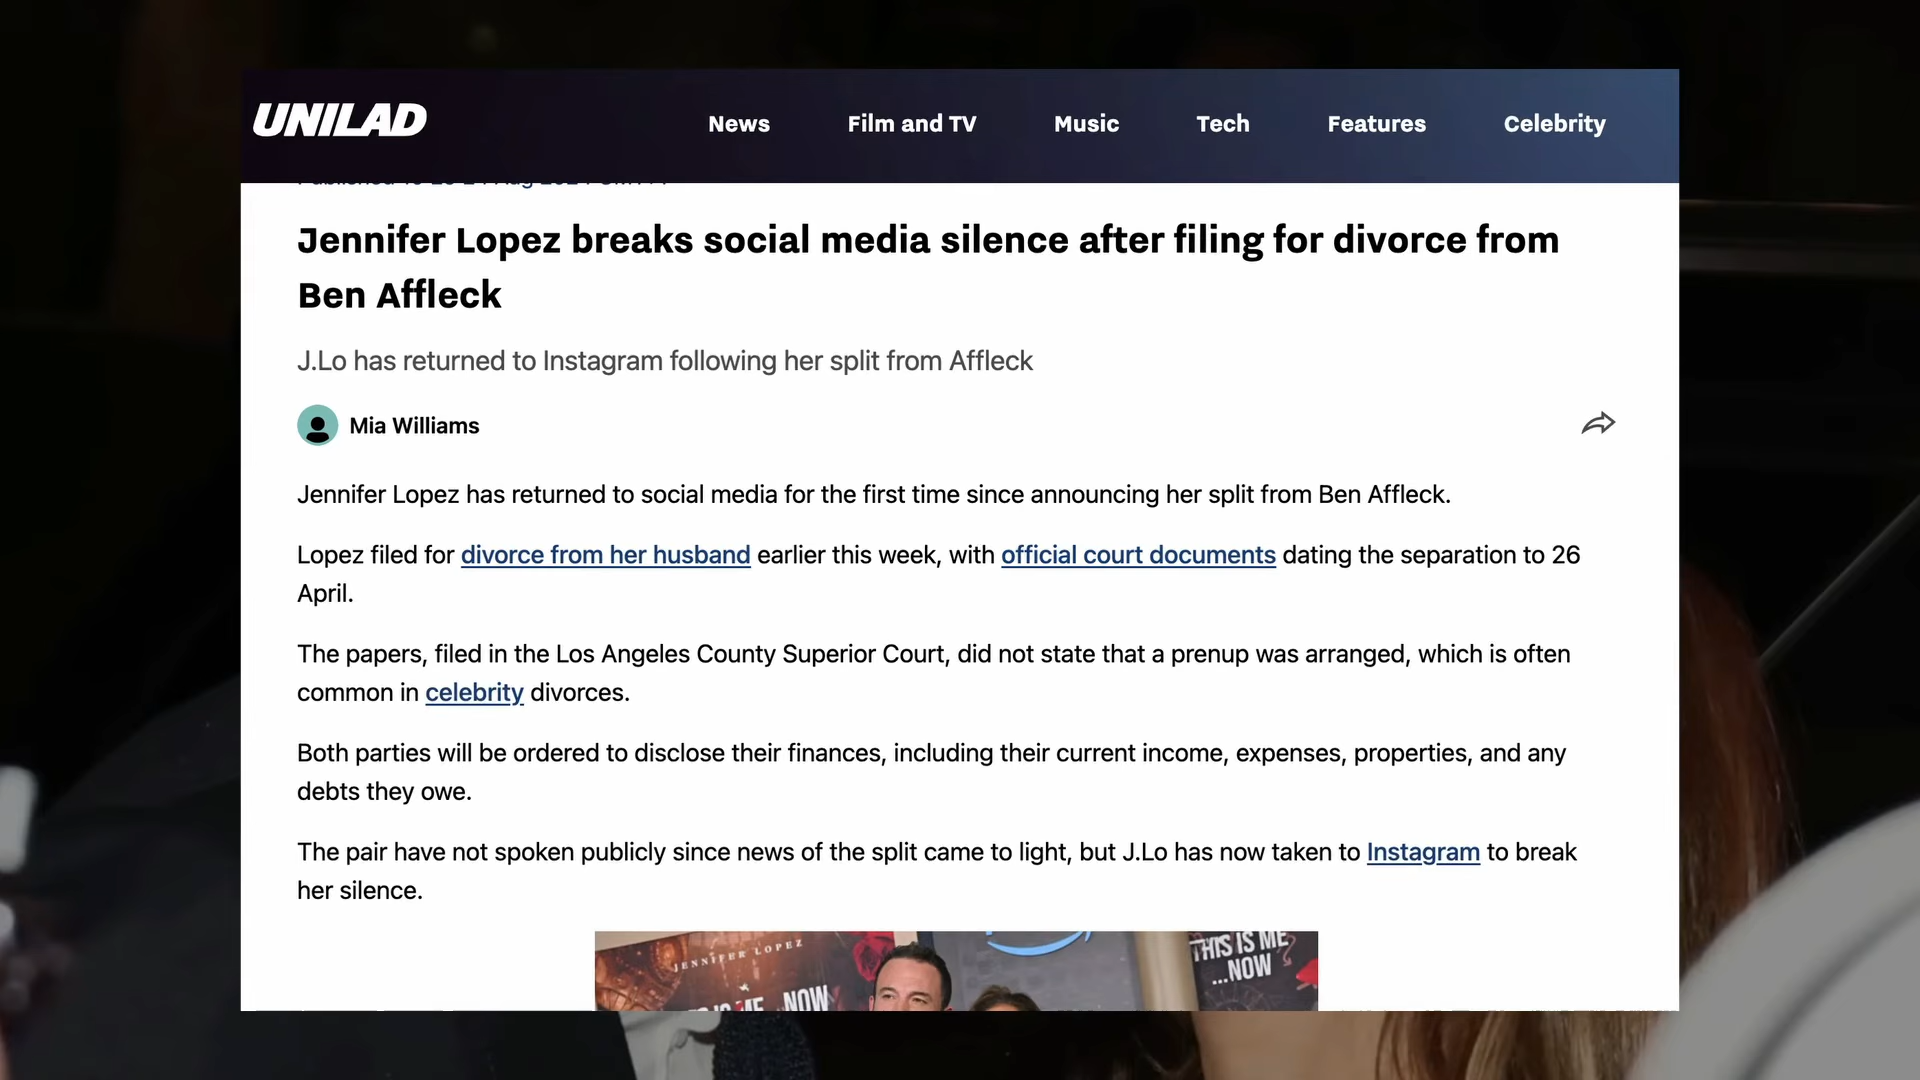 UNILAD
News Film and TV Music Tech Features Celebrity
Jennifer Lopez breaks social media silence after filing for divorce from
Ben Affleck
J.Lo has returned to Instagram following her split from Affleck
Mia Williams
Jennifer Lopez has returned to social media for the first time since announcing her split from Ben Affleck.
Lopez filed for divorce from her husband earlier this week, with official court documents dating the separation to 26
April.
The papers, filed in the Los Angeles County Superior Court, did not state that a prenup was arranged, which is often
common in celebrity divorces.
Both parties will be ordered to disclose their finances, including their current income, expenses, properties, and any
debts they owe.
The pair have not spoken publicly since news of the split came to light, but J.Lo has now taken to Instagram to break
her silence.
JENNIFER LOPEZ
NOW
THIS IS ME
...NOW